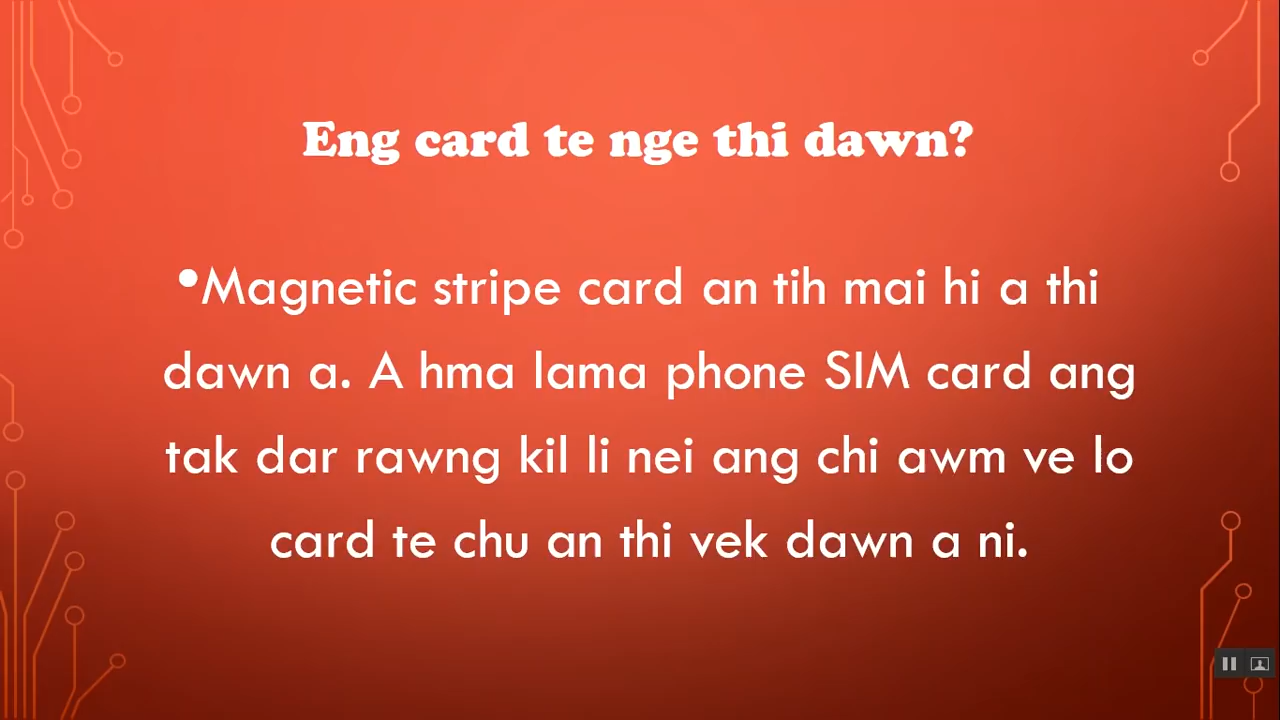 Eng card te nge thi dawn?
•Magnetic stripe card an tih mai hi a thi
dawn a. A hma lama phone SIM card ang
tak dar rawng kil li nei ang chi awm ve lo
card te chu an thi vek dawn a ni.